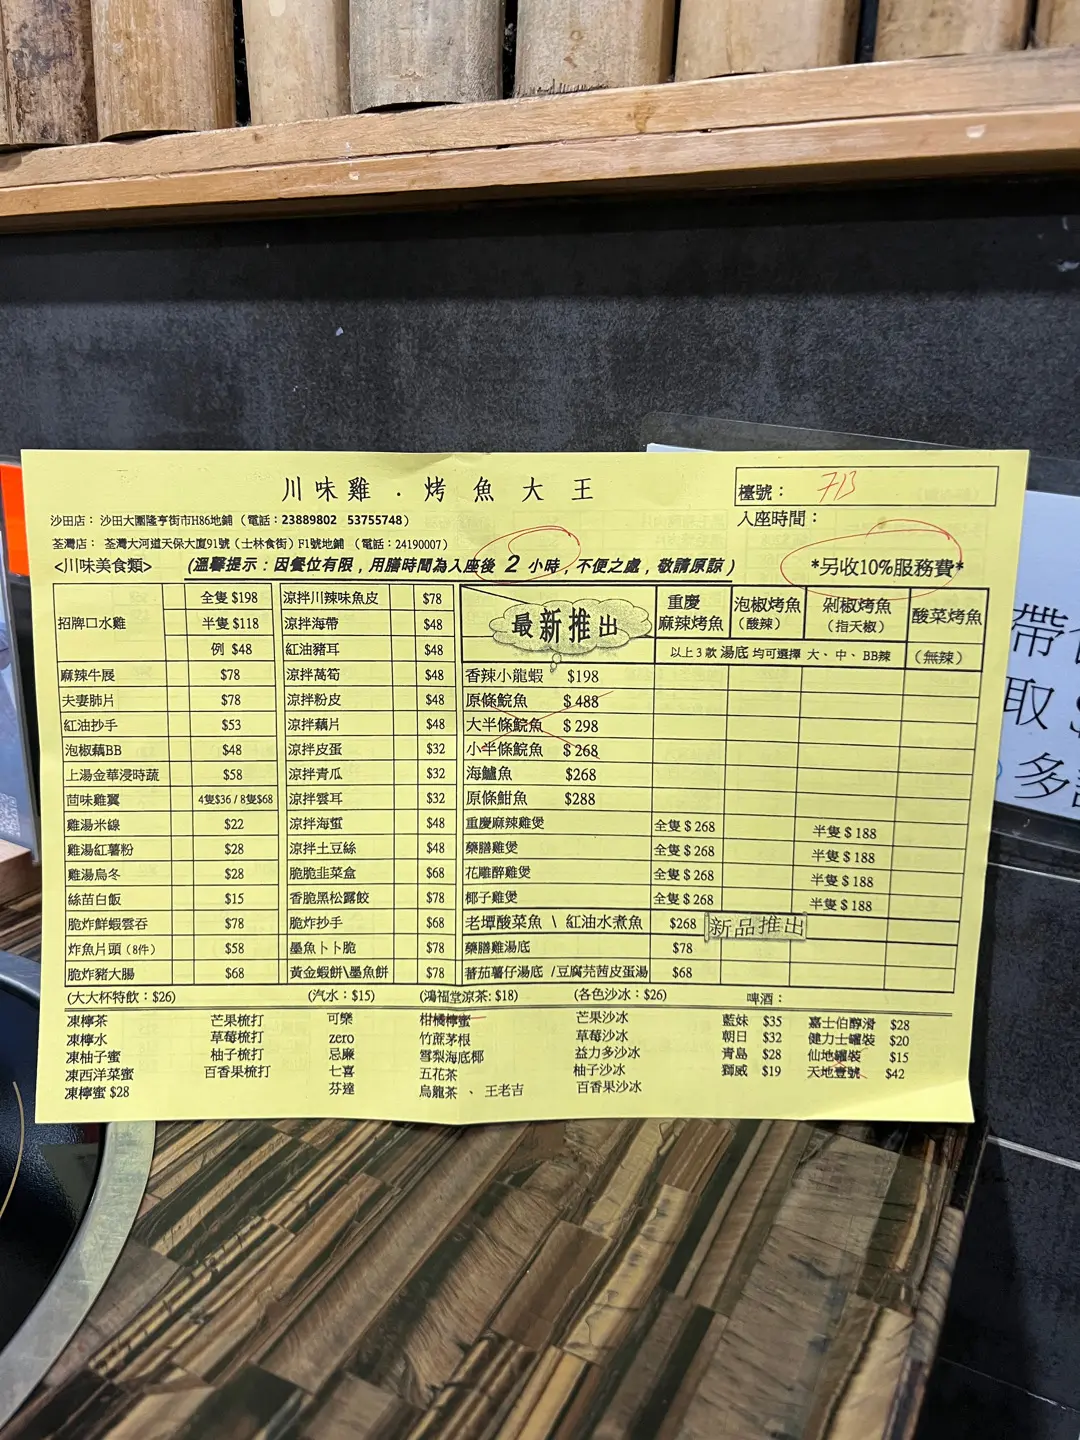 川味雞．烤魚大王
檯號： 713
沙田店： 沙田大圍隆亨街市H86地鋪（電話：23889802 53755748）
入座時間：
荃灣店： 荃灣大河道天保大廈91號（士林食街）F1號地鋪 （電話：24190007）
<川味美食類> (溫馨提示：因餐位有限，用膳時間為入座後 2 小時，不便之處，敬請原諒) *另收10%服務費*
招牌口水雞
全隻 $198
半隻 $118
例 $48
麻辣牛展 $78
夫妻肺片 $78
紅油抄手 $53
泡椒藕BB $48
上湯金華浸時蔬 $58
茴味雞翼 4隻$36 / 8隻$68
雞湯米線 $22
雞湯紅薯粉 $28
雞湯烏冬 $28
絲苗白飯 $15
脆炸鮮蝦雲吞 $78
炸魚片頭（8件） $58
脆炸豬大腸 $68
涼拌川辣味魚皮 $78
涼拌海帶 $48
紅油豬耳 $48
涼拌萵筍 $48
涼拌粉皮 $48
涼拌藕片 $48
涼拌皮蛋 $32
涼拌青瓜 $32
涼拌雲耳 $32
涼拌海蜇 $48
涼拌土豆絲 $48
脆脆韭菜盒 $68
香脆黑松露餃 $78
脆炸抄手 $68
墨魚卜卜脆 $78
黃金蝦餅\墨魚餅 $78
最新推出
重慶麻辣烤魚
泡椒烤魚（酸辣）
剁椒烤魚（指天椒）
酸菜烤魚（無辣）
以上 3 款 湯底 均可選擇 大、 中、 BB辣
香辣小龍蝦 $198
原條鯇魚 $ 488
大半條鯇魚 $ 298
小半條鯇魚 $ 268
海鱸魚 $268
原條鮒魚 $288
重慶麻辣雞煲 全隻 $ 268 半隻 $ 188
藥膳雞煲 全隻 $ 268 半隻 $ 188
花雕醉雞煲 全隻 $ 268 半隻 $ 188
椰子雞煲 全隻 $ 268 半隻 $ 188
老壇酸菜魚 \ 紅油水煮魚 $268 新品推出
藥膳雞湯底 $78
蕃茄薯仔湯底 /豆腐芫茜皮蛋湯 $68
(大大杯特飲：$26) (汽水：$15) (鴻福堂涼茶: $18) (各色沙冰：$26) 啤酒：
凍檸茶 芒果梳打 可樂 柑橘檸蜜 芒果沙冰 藍妹 $35 嘉士伯醇滑 $28
凍檸水 草莓梳打 zero 竹蔗茅根 草莓沙冰 朝日 $32 健力士罐裝 $20
凍柚子蜜 柚子梳打 忌廉 雪梨海底椰 益力多沙冰 青島 $28 仙地罐裝 $15
凍西洋菜蜜 百香果梳打 七喜 五花茶 柚子沙冰 獅威 $19 天地壹號 $42
凍檸蜜 $28 芬達 烏龍茶 、 王老吉 百香果沙冰
帶
取 $
多